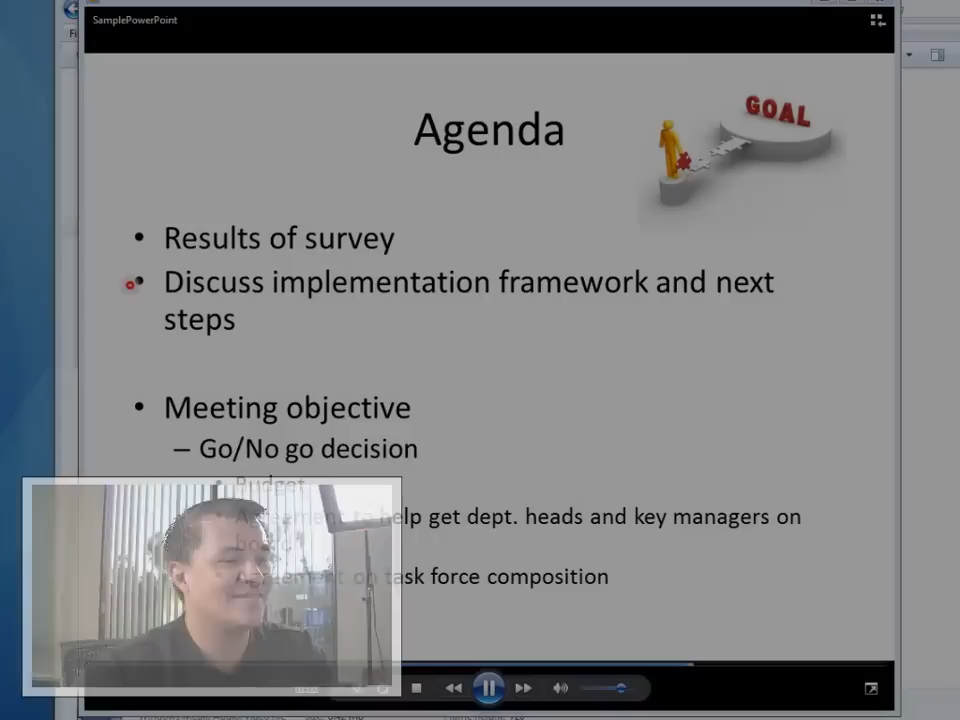 SamplePowerPoint
GOAL
Agenda
• Results of survey
• Discuss implementation framework and next
steps
• Meeting objective
– Go/No go decision
• Budget
Agreement to help get dept. heads and key managers on
board
on task force composition